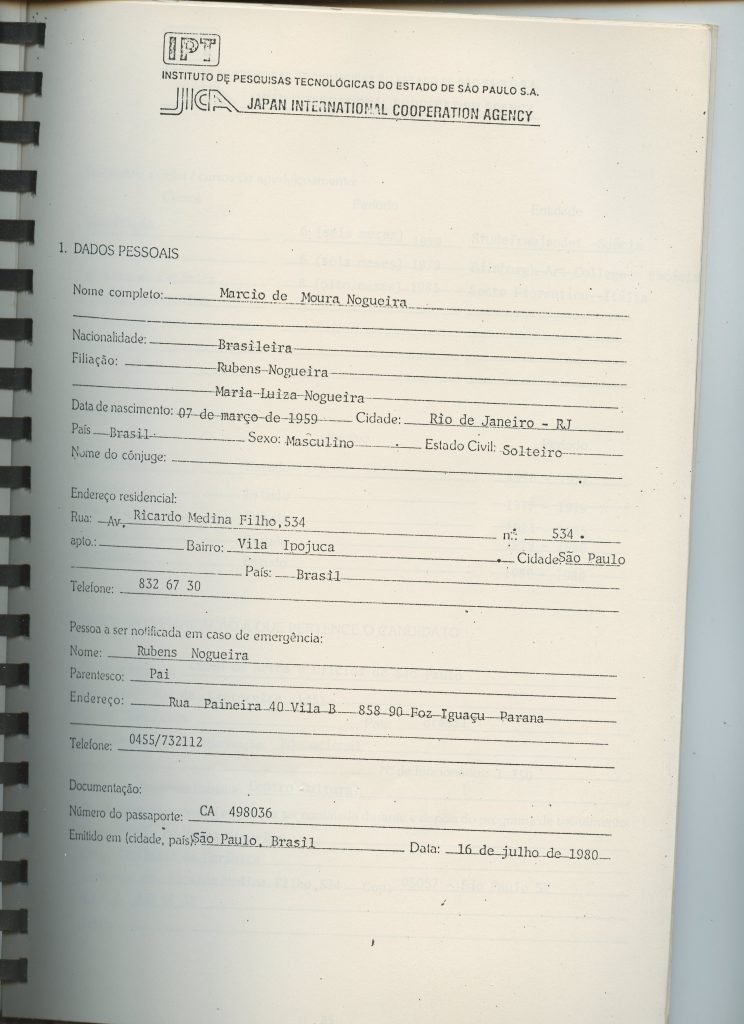 IPT
INSTITUTO DE PESQUISAS TECNOLÓGICAS DO ESTADO DE SÃO PAULO S.A.
JICA JAPAN INTERNATIONAL COOPERATION AGENCY
1. DADOS PESSOAIS
Nome completo: Marcio de Moura Nogueira
Nacionalidade: Brasileira
Filiação: Rubens Nogueira
Maria Luiza Nogueira
Data de nascimento: 07 de março de 1959 Cidade: Rio de Janeiro - RJ
País Brasil Sexo: Masculino Estado Civil: Solteiro
Nome do cônjuge:
Endereço residencial:
Rua: Av. Ricardo Medina Filho,534 n.º: 534
apto.: Bairro: Vila Ipojuca Cidade: São Paulo
País: Brasil
Telefone: 832 67 30
Pessoa a ser notificada em caso de emergência:
Nome: Rubens Nogueira
Parentesco: Pai
Endereço: Rua Paineira 40 Vila B 858 90 Foz Iguaçu Parana
Telefone: 0455/732112
Documentação:
Número do passaporte: CA 498036
Emitido em (cidade, país) São Paulo, Brasil Data: 16 de julho de 1980